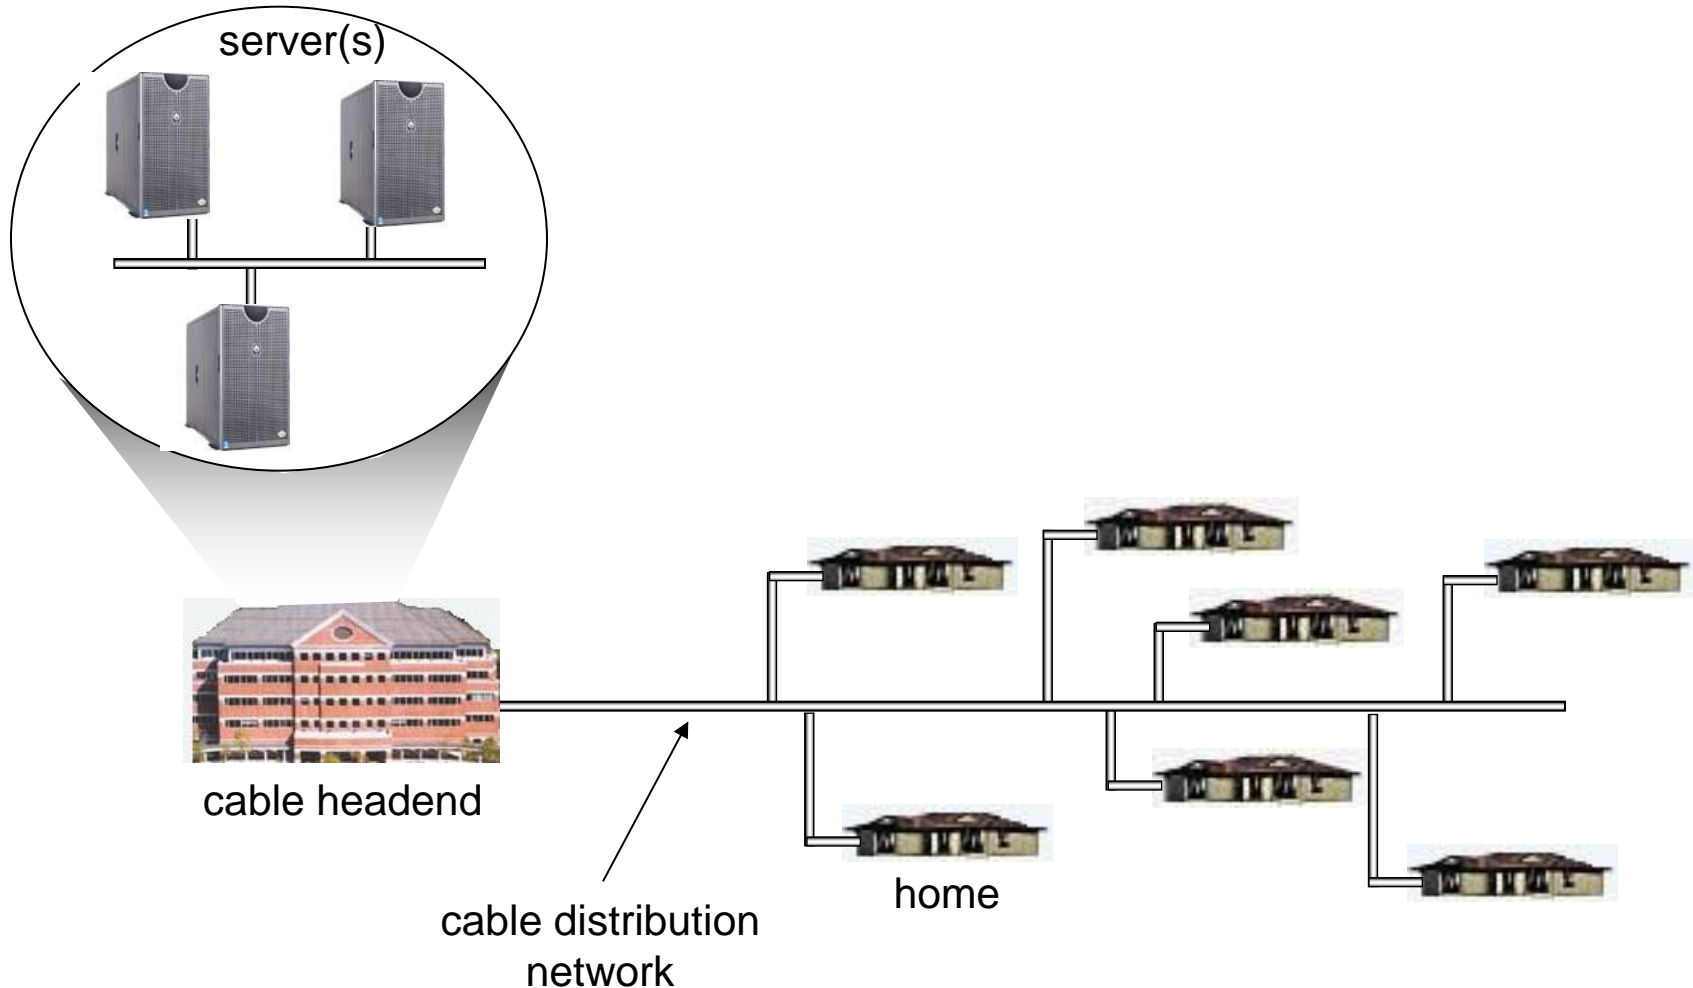 server(s)
cable headend
home
cable distribution
network